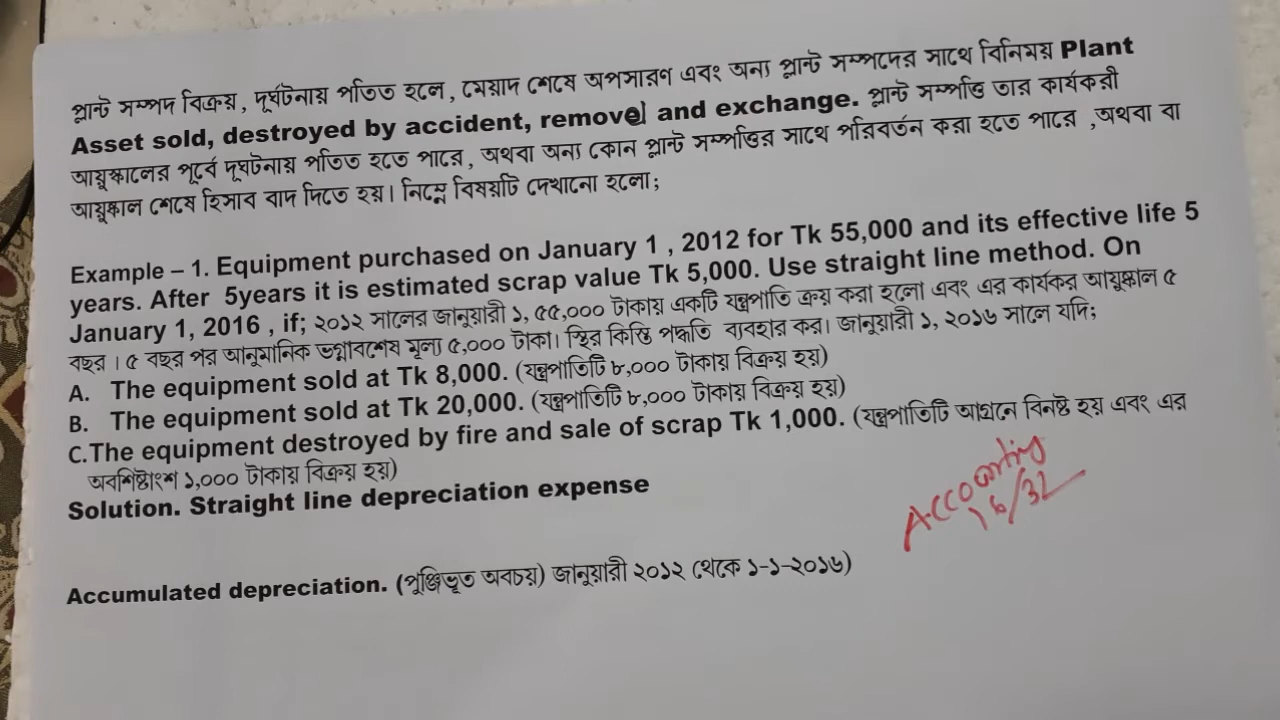 প্লান্ট সম্পদ বিক্রয়, দূর্ঘটনায় পতিত হলে, মেয়াদ শেষে অপসারণ এবং অন্য প্লান্ট সম্পদের সাথে বিনিময় Plant
Asset sold, destroyed by accident, removel and exchange. প্লান্ট সম্পত্তি তার কার্যকরী
আয়ুষ্কালের পূর্বে দূঘটনায় পতিত হতে পারে, অথবা অন্য কোন প্লান্ট সম্পত্তির সাথে পরিবর্তন করা হতে পারে ,অথবা বা
আয়ুষ্কাল শেষে হিসাব বাদ দিতে হয়। নিম্নে বিষয়টি দেখানো হলো;
Example – 1. Equipment purchased on January 1 , 2012 for Tk 55,000 and its effective life 5
years. After 5years it is estimated scrap value Tk 5,000. Use straight line method. On
January 1, 2016 , if; ২০১২ সালের জানুয়ারী ১, ৫৫,০০০ টাকায় একটি যন্ত্রপাতি ক্রয় করা হলো এবং এর কার্যকর আয়ুষ্কাল ৫
বছর । ৫ বছর পর আনুমানিক ভগ্নাবশেষ মূল্য ৫,০০০ টাকা। স্থির কিস্তি পদ্ধতি ব্যবহার কর। জানুয়ারী ১, ২০১৬ সালে যদি;
A. The equipment sold at Tk 8,000. (যন্ত্রপাতিটি ৮,০০০ টাকায় বিক্রয় হয়)
B. The equipment sold at Tk 20,000. (যন্ত্রপাতিটি ৮,০০০ টাকায় বিক্রয় হয়)
C.The equipment destroyed by fire and sale of scrap Tk 1,000. (যন্ত্রপাতিটি আগুনে বিনষ্ট হয় এবং এর
অবশিষ্টাংশ ১,০০০ টাকায় বিক্রয় হয়)
Solution. Straight line depreciation expense
Accounting
16/32
Accumulated depreciation. (পূঞ্জিভূত অবচয়) জানুয়ারী ২০১২ থেকে ১-১-২০১৬)